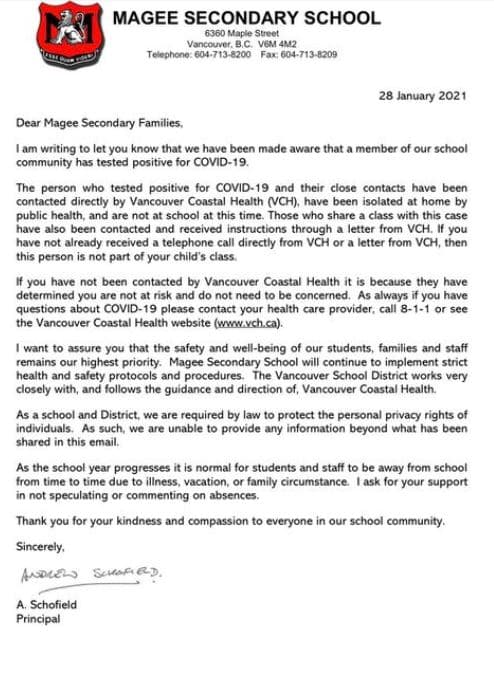 MAGEE SECONDARY SCHOOL
6360 Maple Street
Vancouver, B.C. V6M 4M2
Telephone: 604-713-8200 Fax: 604-713-8209
28 January 2021
Dear Magee Secondary Families,
I am writing to let you know that we have been made aware that a member of our school
community has tested positive for COVID-19.
The person who tested positive for COVID-19 and their close contacts have been
contacted directly by Vancouver Coastal Health (VCH), have been isolated at home by
public health, and are not at school at this time. Those who share a class with this case
have also been contacted and received instructions through a letter from VCH. If you
have not already received a telephone call directly from VCH or a letter from VCH, then
this person is not part of your child's class.
If you have not been contacted by Vancouver Coastal Health it is because they have
determined you are not at risk and do not need to be concerned. As always if you have
questions about COVID-19 please contact your health care provider, call 8-1-1 or see
the Vancouver Coastal Health website (www.vch.ca).
I want to assure you that the safety and well-being of our students, families and staff
remains our highest priority. Magee Secondary School will continue to implement strict
health and safety protocols and procedures. The Vancouver School District works very
closely with, and follows the guidance and direction of, Vancouver Coastal Health.
As a school and District, we are required by law to protect the personal privacy rights of
individuals. As such, we are unable to provide any information beyond what has been
shared in this email.
As the school year progresses it is normal for students and staff to be away from school
from time to time due to illness, vacation, or family circumstance. I ask for your support
in not speculating or commenting on absences.
Thank you for your kindness and compassion to everyone in our school community.
Sincerely,
ANDREW SCHOFIELD.
A. Schofield
Principal